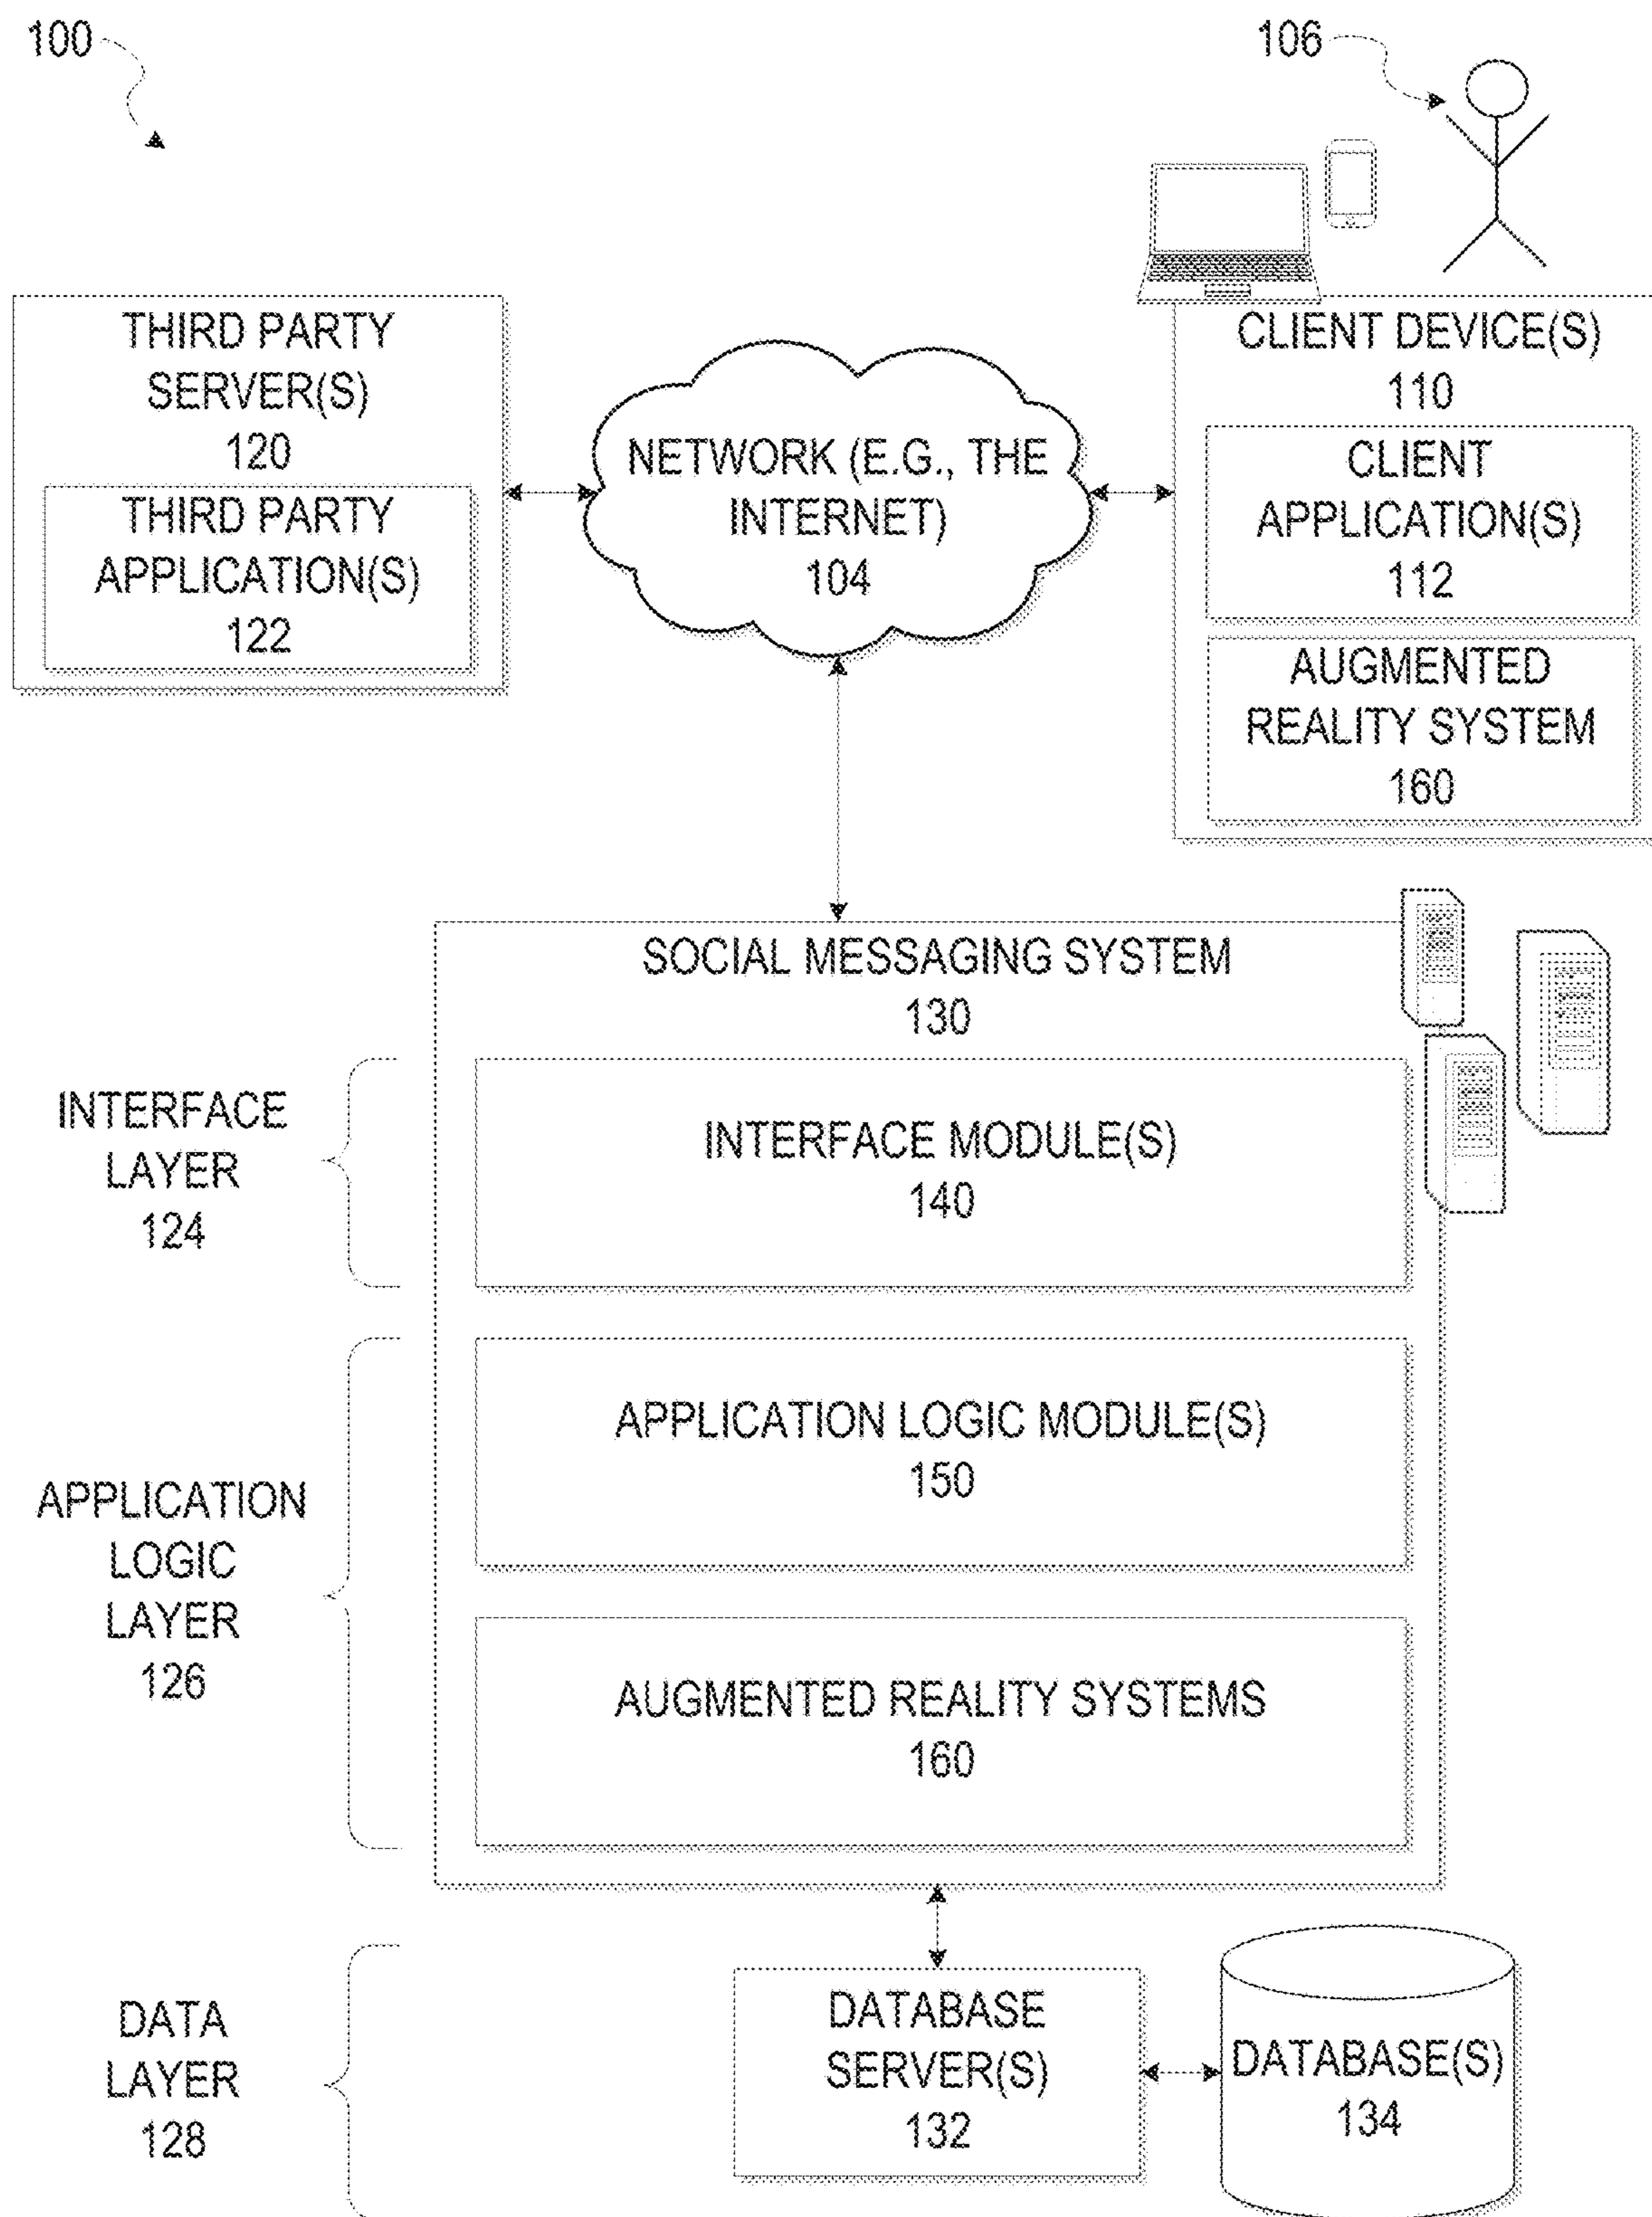 100
106
THIRD PARTY
SERVER(S)
120
THIRD PARTY
APPLICATION(S)
122
NETWORK (E.G., THE
INTERNET)
104
CLIENT DEVICE(S)
110
CLIENT
APPLICATION(S)
112
AUGMENTED
REALITY SYSTEM
160
SOCIAL MESSAGING SYSTEM
130
INTERFACE
LAYER
124
INTERFACE MODULE(S)
140
APPLICATION
LOGIC
LAYER
126
APPLICATION LOGIC MODULE(S)
150
AUGMENTED REALITY SYSTEMS
160
DATA
LAYER
128
DATABASE
SERVER(S)
132
DATABASE(S)
134